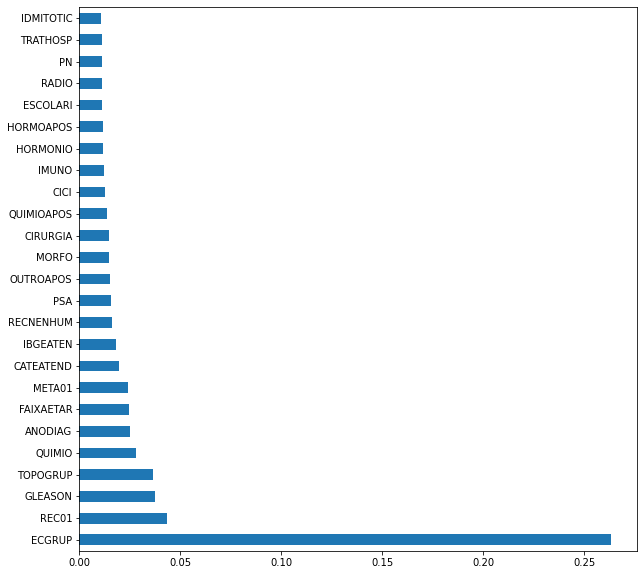 IDMITOTIC
TRATHOSP
PN
RADIO
ESCOLARI
HORMOAPOS
HORMONIO
IMUNO
CICI
QUIMIOAPOS
CIRURGIA
MORFO
OUTROAPOS
PSA
RECNENHUM
IBGEATEN
CATEATEND
META01
FAIXAETAR
ANODIAG
QUIMIO
TOPOGRUP
GLEASON
REC01
ECGRUP
0.00 0.05 0.10 0.15 0.20 0.25